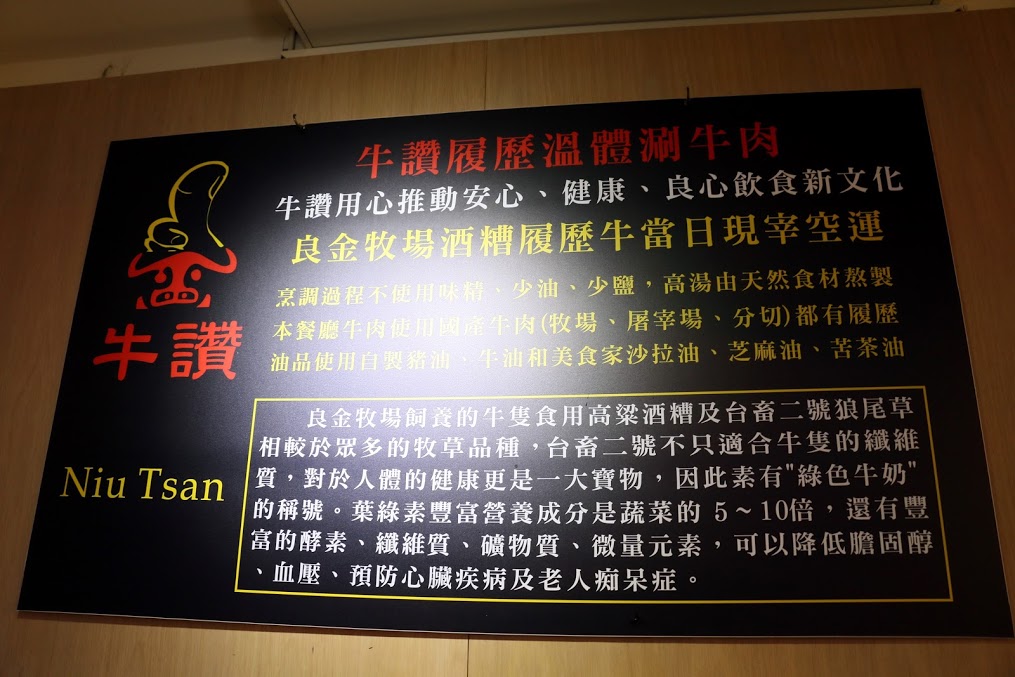 牛讚履歷溫體涮牛肉
牛讚用心推動安心、健康、良心飲食新文化
良金牧場酒糟履歷牛當日現宰空運
烹調過程不使用味精、少油、少鹽，高湯由天然食材熬製
本餐廳牛肉使用國產牛肉(牧場、屠宰場、分切)都有履歷
油品使用自製豬油、牛油和美食家沙拉油、芝麻油、苦茶油
牛讚
Niu Tsan
良金牧場飼養的牛隻食用高粱酒糟及台畜二號狼尾草
相較於眾多的牧草品種，台畜二號不只適合牛隻的纖維
質，對於人體的健康更是一大寶物，因此素有"綠色牛奶"
的稱號。葉綠素豐富營養成分是蔬菜的 5～10倍，還有豐
富的酵素、纖維質、礦物質、微量元素，可以降低膽固醇
、血壓、預防心臟疾病及老人痴呆症。